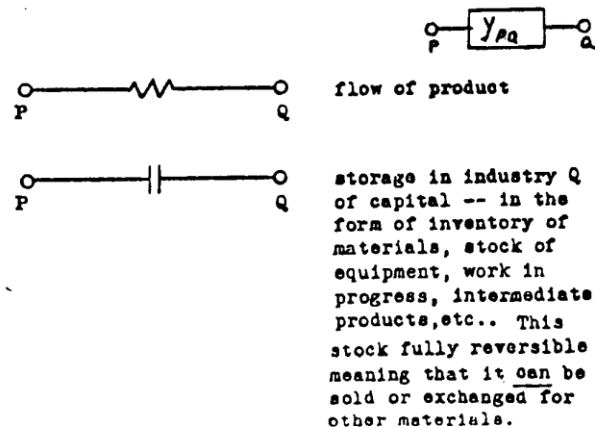 Y PQ
P Q
flow of product
P Q
storage in industry Q
P Q
of capital -- in the
form of inventory of
materials, stock of
equipment, work in
progress, intermediate
products,etc.. This
stock fully reversible
meaning that it can be
sold or exchanged for
other materials.